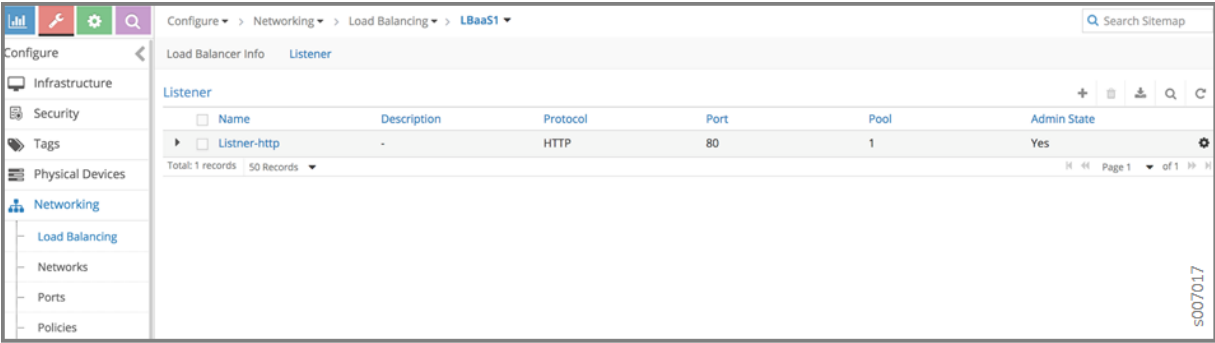 Configure > Networking > Load Balancing > LBaaS1
Search Sitemap
Configure
Load Balancer Info Listener
Infrastructure
Security
Tags
Physical Devices
Networking
Load Balancing
Networks
Ports
Policies
Listener
Name Description Protocol Port Pool Admin State
Listner-http - HTTP 80 1 Yes
Total: 1 records 50 Records Page 1 of 1
s007017